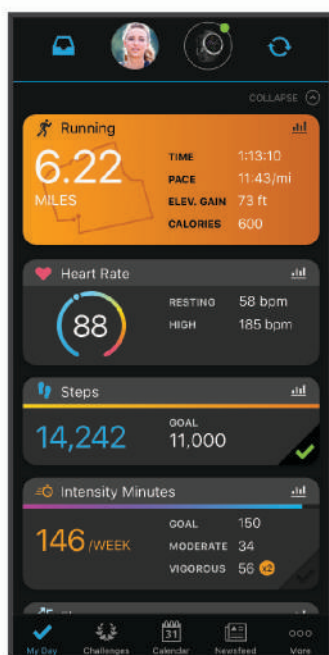 COLLAPSE
Running
6.22
MILES
TIME 1:13:10
PACE 11:43/mi
ELEV. GAIN 73 ft
CALORIES 600
Heart Rate
88
RESTING 58 bpm
HIGH 185 bpm
Steps
14,242
GOAL
11,000
Intensity Minutes
146 /WEEK
GOAL 150
MODERATE 34
VIGOROUS 56 x2
31
My Day Challenges Calendar Newsfeed More